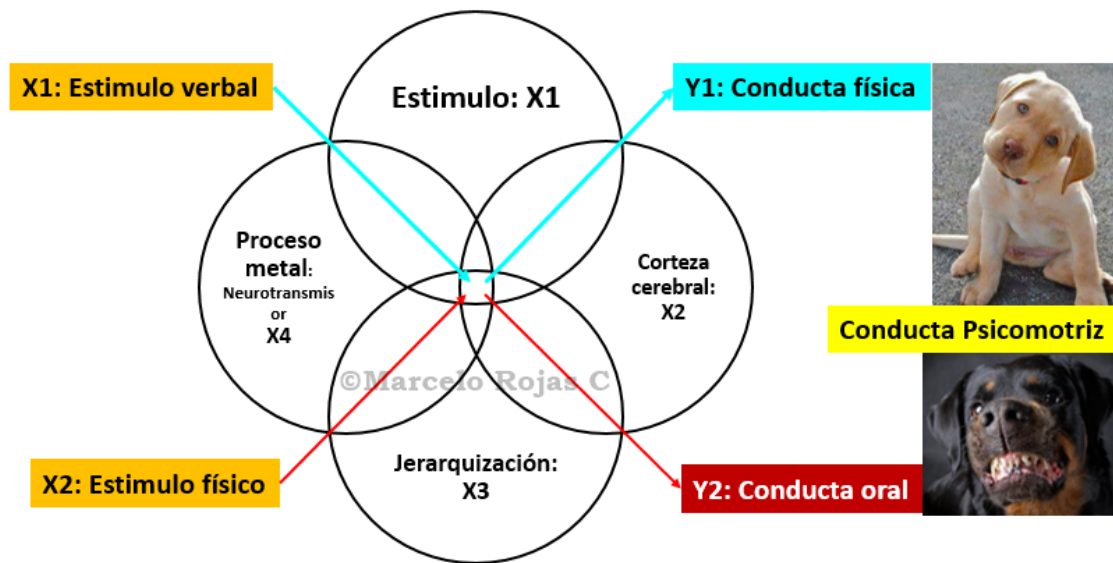 X1: Estimulo verbal
Estimulo: X1
Y1: Conducta física
Proceso
metal:
Neurotransmis
or
X4
Corteza
cerebral:
X2
Conducta Psicomotriz
©Marcelo Rojas C
Jerarquización:
X3
X2: Estimulo físico
Y2: Conducta oral